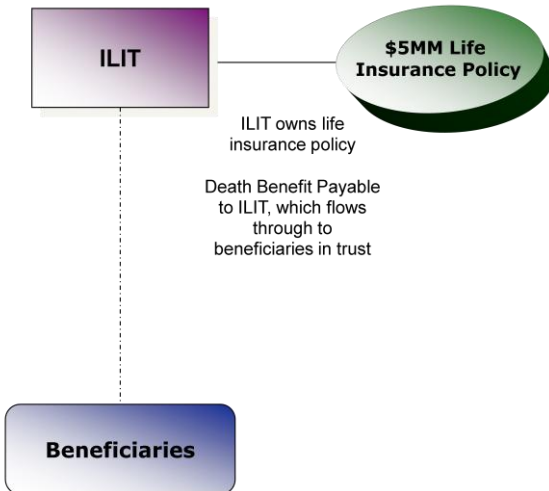 ILIT
$5MM Life
Insurance Policy
ILIT owns life
insurance policy
Death Benefit Payable
to ILIT, which flows
through to
beneficiaries in trust
Beneficiaries